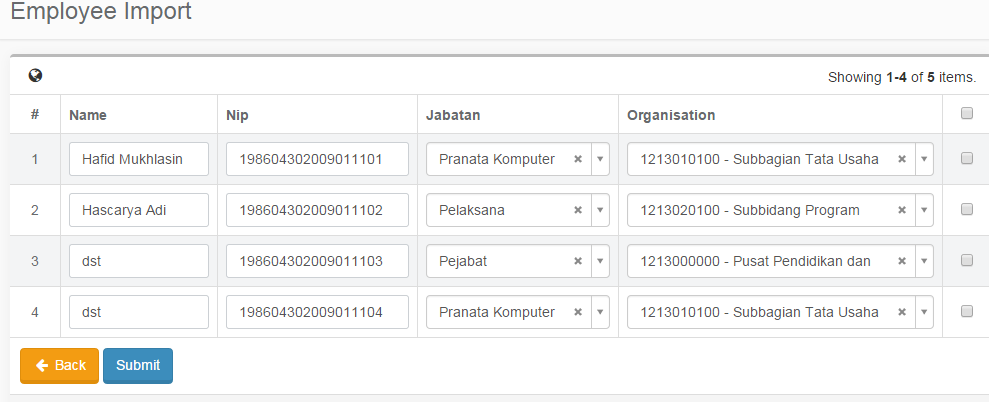 Employee Import
Showing 1-4 of 5 items.
# Name Nip Jabatan Organisation
1 Hafid Mukhlasin 198604302009011101 Pranata Komputer × 1213010100 - Subbagian Tata Usaha ×
2 Hascarya Adi 198604302009011102 Pelaksana × 1213020100 - Subbidang Program ×
3 dst 198604302009011103 Pejabat × 1213000000 - Pusat Pendidikan dan ×
4 dst 198604302009011104 Pranata Komputer × 1213010100 - Subbagian Tata Usaha ×
Back Submit